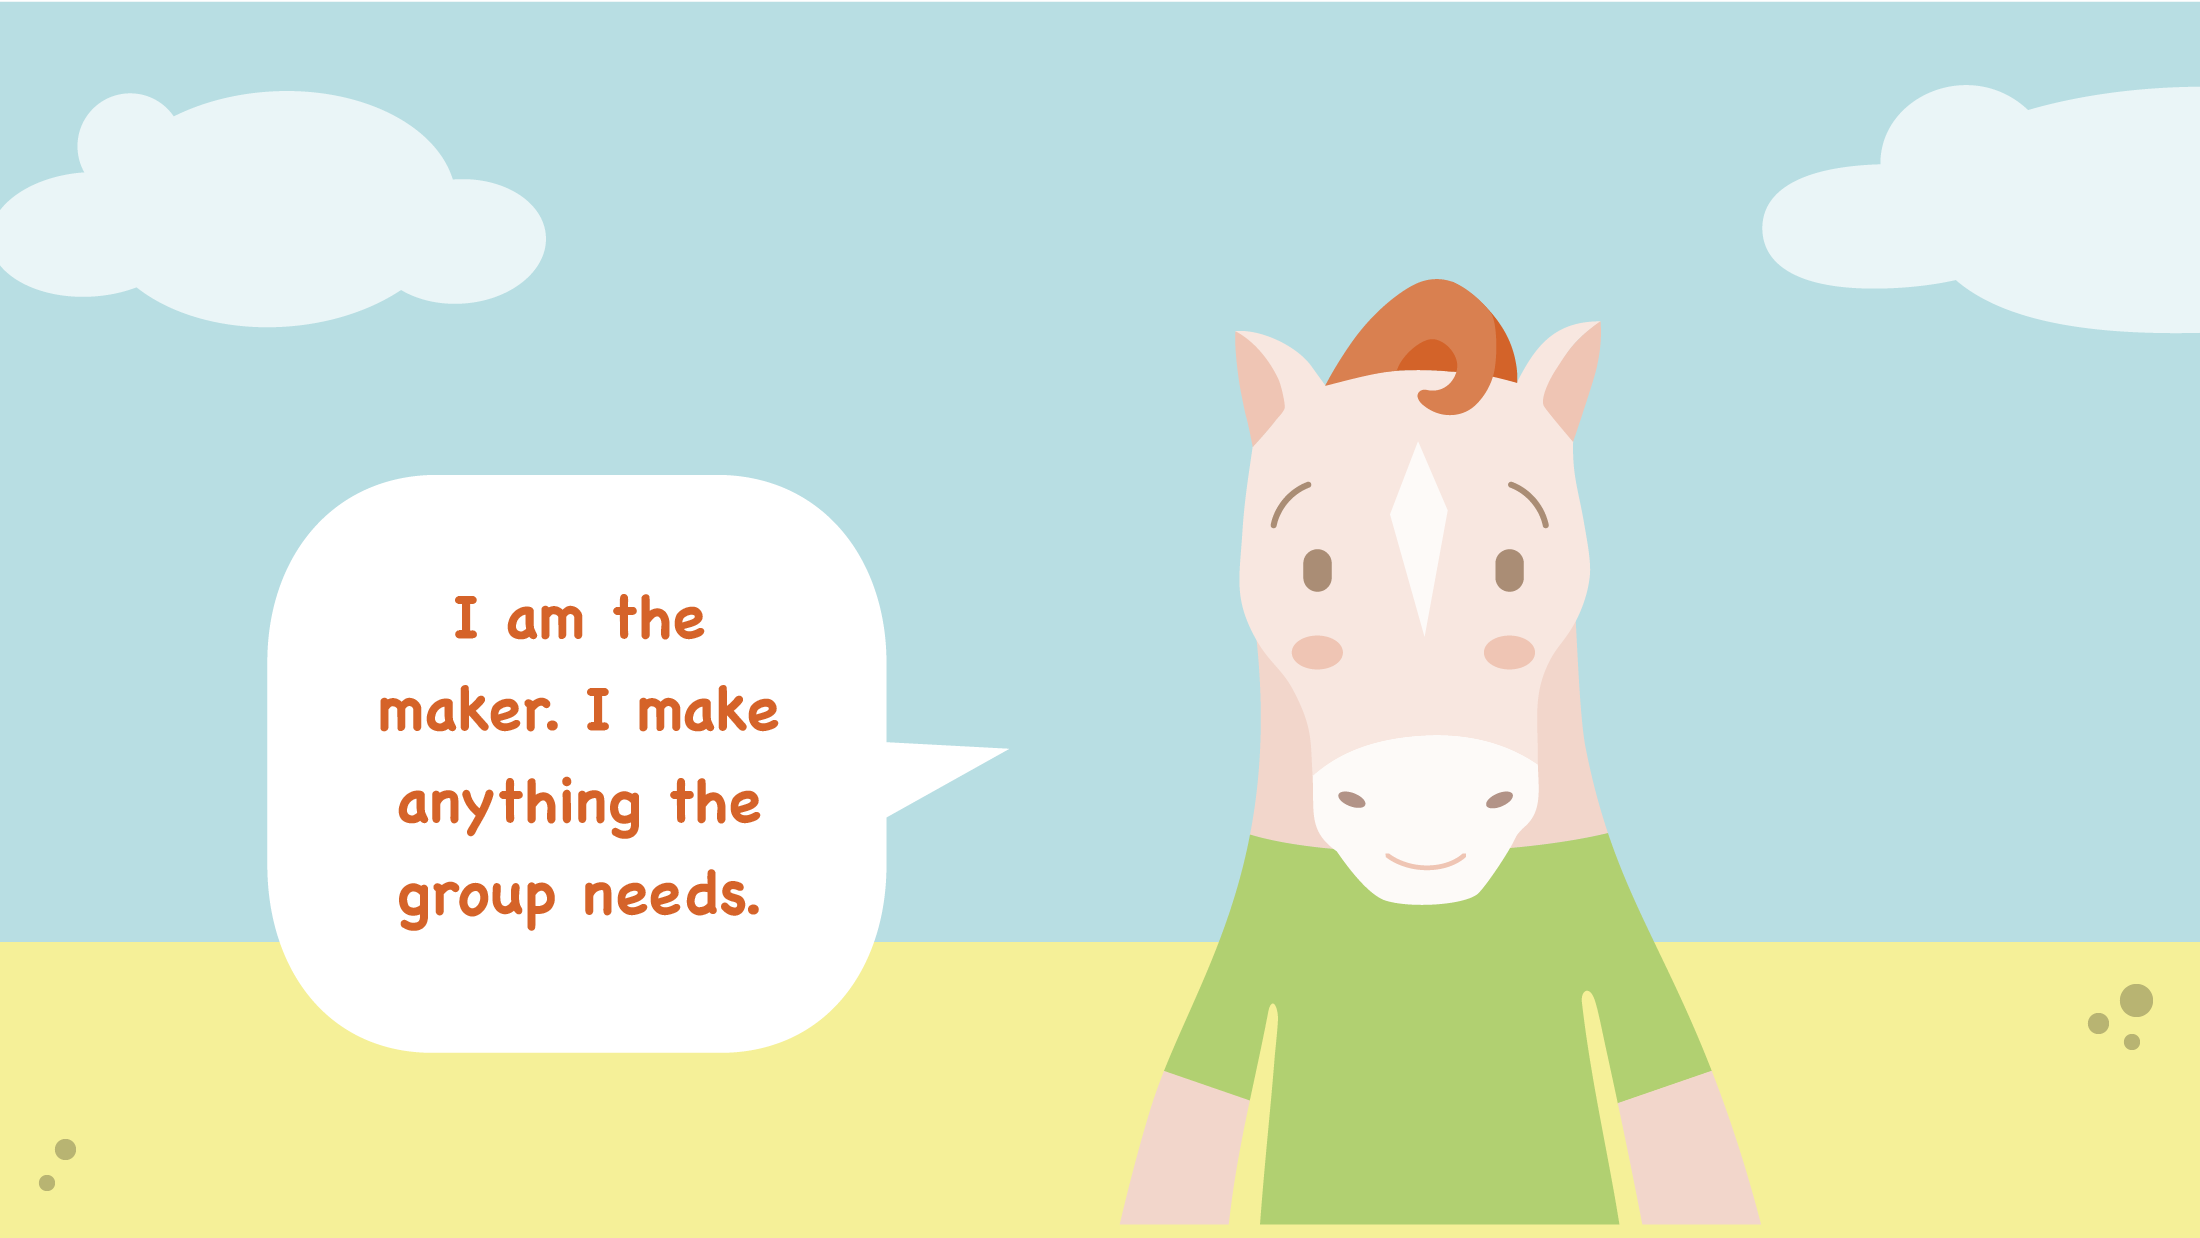 I am the
maker. I make
anything the
group needs.